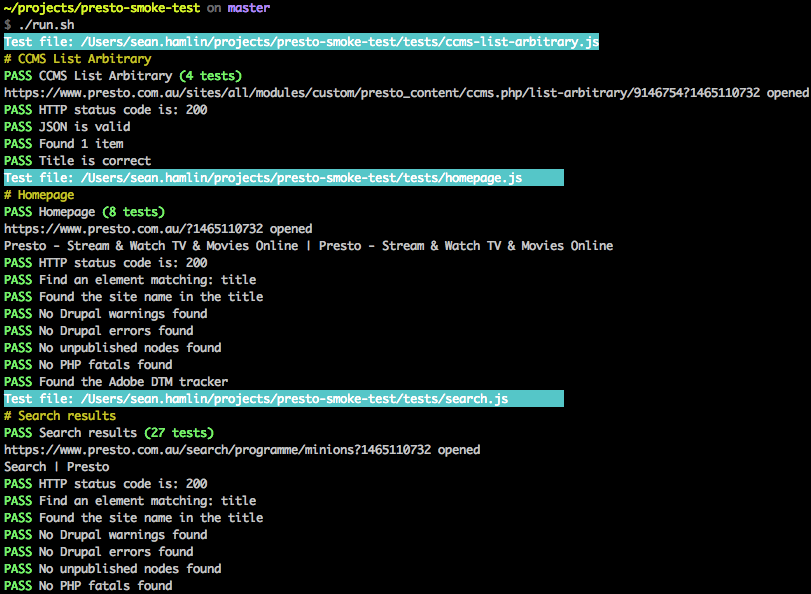 ~/projects/presto-smoke-test on master
$ ./run.sh
Test file: /Users/sean.hamlin/projects/presto-smoke-test/tests/ccms-list-arbitrary.js
# CCMS List Arbitrary
PASS CCMS List Arbitrary (4 tests)
https://www.presto.com.au/sites/all/modules/custom/presto_content/ccms.php/list-arbitrary/9146754?1465110732 opened
PASS HTTP status code is: 200
PASS JSON is valid
PASS Found 1 item
PASS Title is correct
Test file: /Users/sean.hamlin/projects/presto-smoke-test/tests/homepage.js
# Homepage
PASS Homepage (8 tests)
https://www.presto.com.au/?1465110732 opened
Presto - Stream & Watch TV & Movies Online | Presto - Stream & Watch TV & Movies Online
PASS HTTP status code is: 200
PASS Find an element matching: title
PASS Found the site name in the title
PASS No Drupal warnings found
PASS No Drupal errors found
PASS No unpublished nodes found
PASS No PHP fatals found
PASS Found the Adobe DTM tracker
Test file: /Users/sean.hamlin/projects/presto-smoke-test/tests/search.js
# Search results
PASS Search results (27 tests)
https://www.presto.com.au/search/programme/minions?1465110732 opened
Search | Presto
PASS HTTP status code is: 200
PASS Find an element matching: title
PASS Found the site name in the title
PASS No Drupal warnings found
PASS No Drupal errors found
PASS No unpublished nodes found
PASS No PHP fatals found